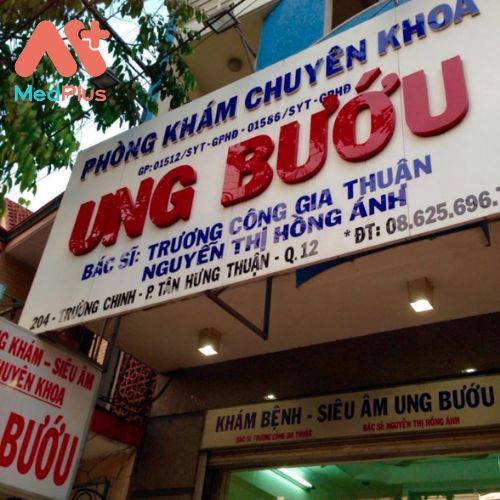 MedPlus
PHÒNG KHÁM CHUYÊN KHOA
GP: 01512/SYT-GPHĐ - 01586/SYT-GPHĐ
UNG BƯỚU
BÁC SĨ: TRƯƠNG CÔNG GIA THUẬN
NGUYỄN THỊ HỒNG ÁNH
204 - TRƯỜNG CHINH - P. TÂN HƯNG THUẬN - Q.12 *ĐT: 08.625.696.
KHÁM - SIÊU ÂM
CHUYÊN KHOA
BƯỚU
KHÁM BỆNH - SIÊU ÂM UNG BƯỚU
BÁC SĨ: TRƯƠNG CÔNG GIA THUẬN BÁC SĨ: NGUYỄN THỊ HỒNG ÁNH